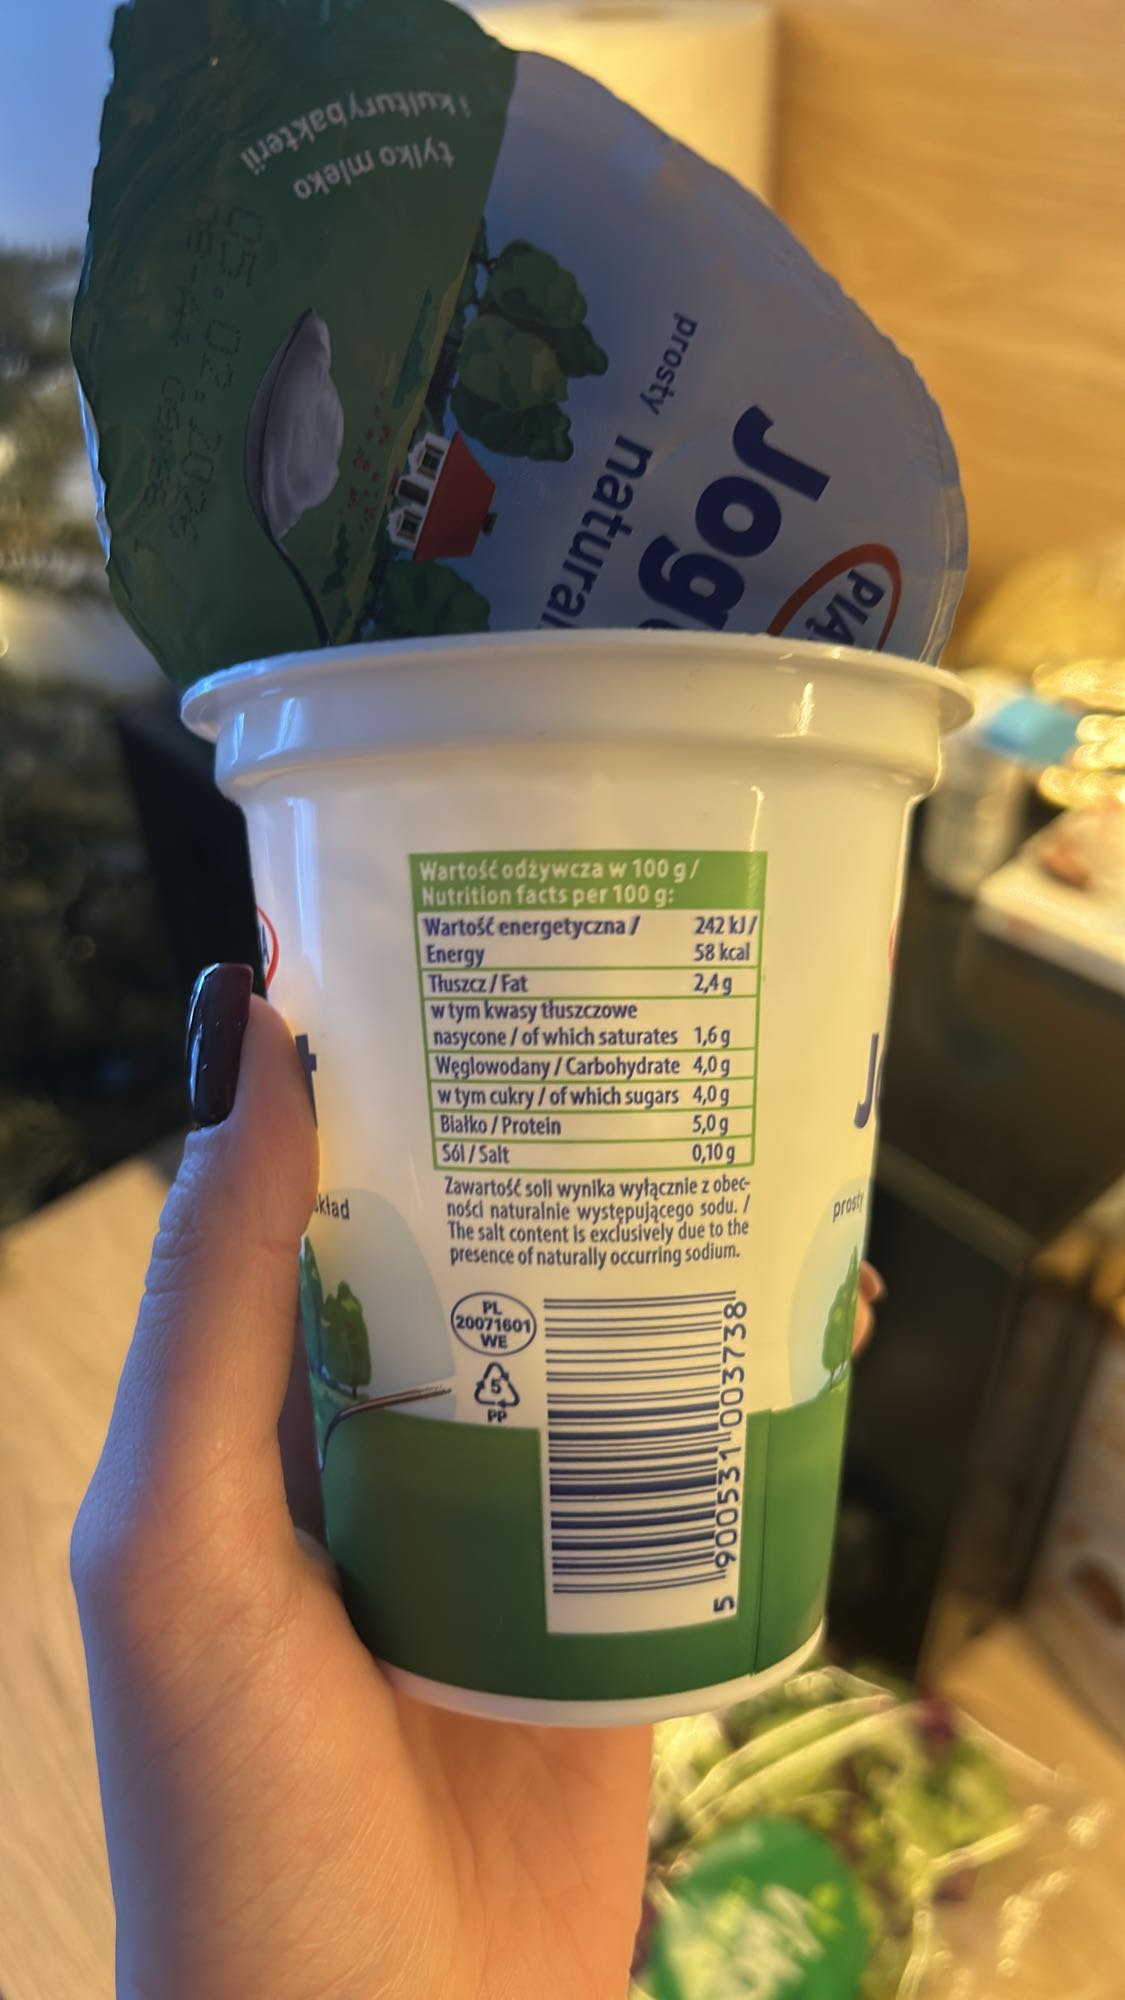 tylko mleko
i kultury bakterii
05.02.2026
PIĄ
Jog
prosty naturaln
Wartość odżywcza w 100 g /
Nutrition facts per 100 g:
Wartość energetyczna / 242 kJ /
Energy 58 kcal
Tłuszcz / Fat 2,4 g
w tym kwasy tłuszczowe
nasycone / of which saturates 1,6 g
Węglowodany / Carbohydrate 4,0 g
w tym cukry / of which sugars 4,0 g
Białko / Protein 5,0 g
Sól / Salt 0,10 g
Zawartość soli wynika wyłącznie z obec-
ności naturalnie występującego sodu. /
The salt content is exclusively due to the
presence of naturally occurring sodium.
t
skład
J
prosty
PL
20071601
WE
5
PP
5 900531 003738